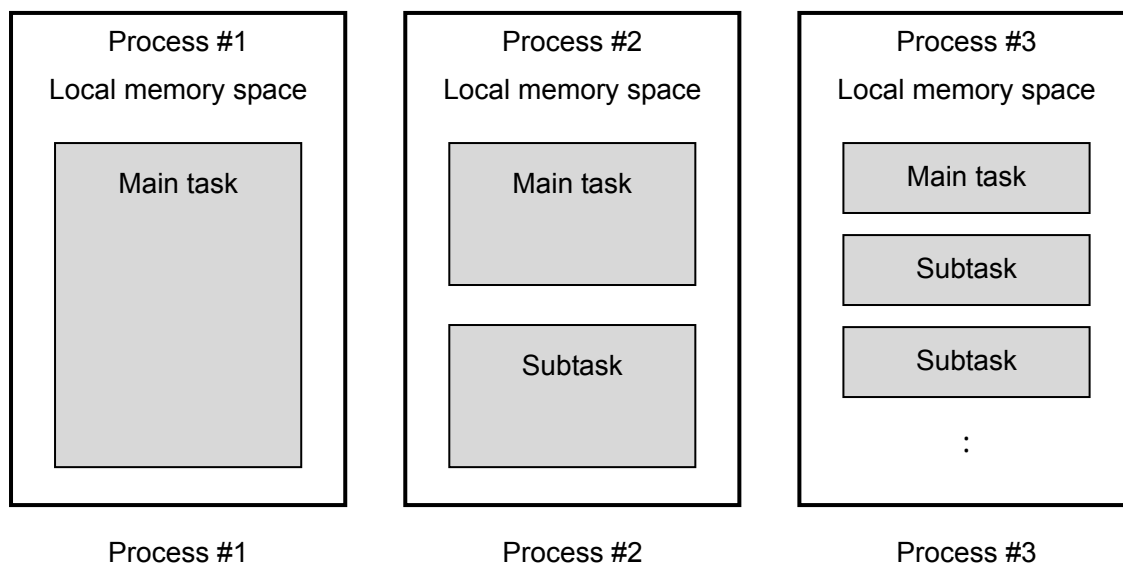 Process #1
Local memory space
Main task
Process #1
Process #2
Local memory space
Main task
Subtask
Process #2
Process #3
Local memory space
Main task
Subtask
Subtask
:
Process #3